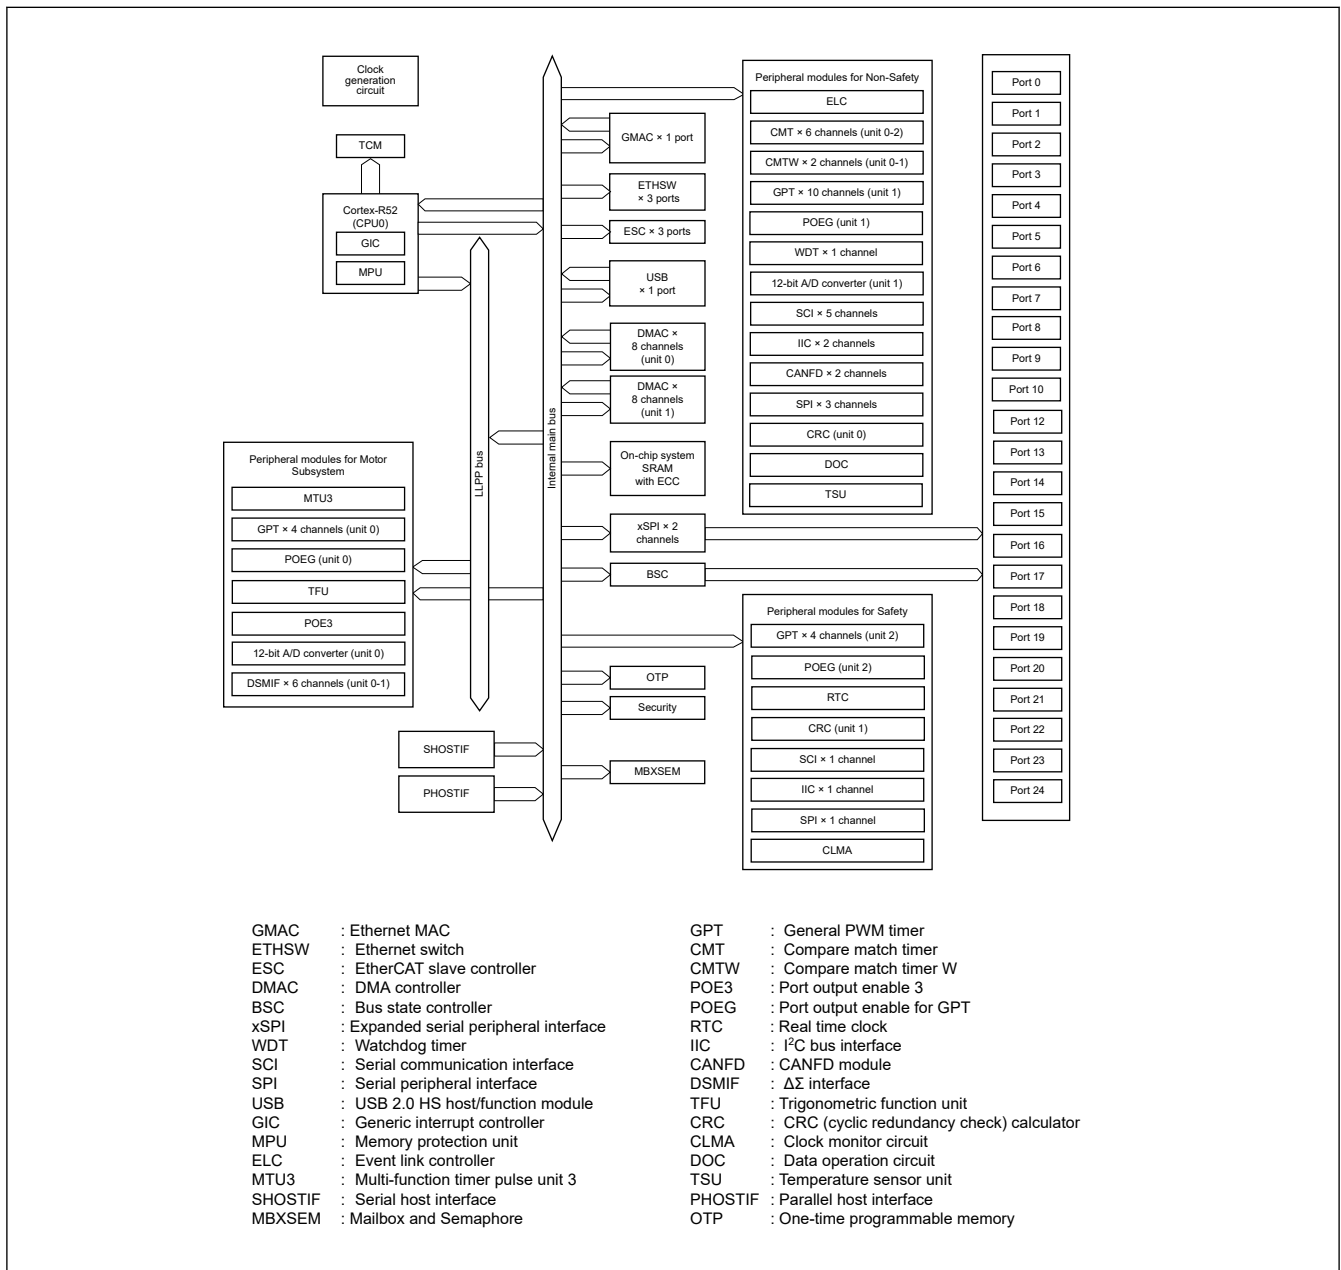 Clock
generation
circuit
TCM
Cortex-R52
(CPU0)
GIC
MPU
Peripheral modules for Motor
Subsystem
MTU3
GPT × 4 channels (unit 0)
POEG (unit 0)
TFU
POE3
12-bit A/D converter (unit 0)
DSMIF × 6 channels (unit 0-1)
SHOSTIF
PHOSTIF
LLPP bus
Internal main bus
GMAC × 1 port
ETHSW
× 3 ports
ESC × 3 ports
USB
× 1 port
DMAC ×
8 channels
(unit 0)
DMAC ×
8 channels
(unit 1)
On-chip system
SRAM
with ECC
xSPI × 2
channels
BSC
OTP
Security
MBXSEM
Peripheral modules for Non-Safety
ELC
CMT × 6 channels (unit 0-2)
CMTW × 2 channels (unit 0-1)
GPT × 10 channels (unit 1)
POEG (unit 1)
WDT × 1 channel
12-bit A/D converter (unit 1)
SCI × 5 channels
IIC × 2 channels
CANFD × 2 channels
SPI × 3 channels
CRC (unit 0)
DOC
TSU
Peripheral modules for Safety
GPT × 4 channels (unit 2)
POEG (unit 2)
RTC
CRC (unit 1)
SCI × 1 channel
IIC × 1 channel
SPI × 1 channel
CLMA
Port 0
Port 1
Port 2
Port 3
Port 4
Port 5
Port 6
Port 7
Port 8
Port 9
Port 10
Port 12
Port 13
Port 14
Port 15
Port 16
Port 17
Port 18
Port 19
Port 20
Port 21
Port 22
Port 23
Port 24
GMAC : Ethernet MAC
ETHSW : Ethernet switch
ESC : EtherCAT slave controller
DMAC : DMA controller
BSC : Bus state controller
xSPI : Expanded serial peripheral interface
WDT : Watchdog timer
SCI : Serial communication interface
SPI : Serial peripheral interface
USB : USB 2.0 HS host/function module
GIC : Generic interrupt controller
MPU : Memory protection unit
ELC : Event link controller
MTU3 : Multi-function timer pulse unit 3
SHOSTIF : Serial host interface
MBXSEM : Mailbox and Semaphore
GPT : General PWM timer
CMT : Compare match timer
CMTW : Compare match timer W
POE3 : Port output enable 3
POEG : Port output enable for GPT
RTC : Real time clock
IIC : I²C bus interface
CANFD : CANFD module
DSMIF : ΔΣ interface
TFU : Trigonometric function unit
CRC : CRC (cyclic redundancy check) calculator
CLMA : Clock monitor circuit
DOC : Data operation circuit
TSU : Temperature sensor unit
PHOSTIF : Parallel host interface
OTP : One-time programmable memory